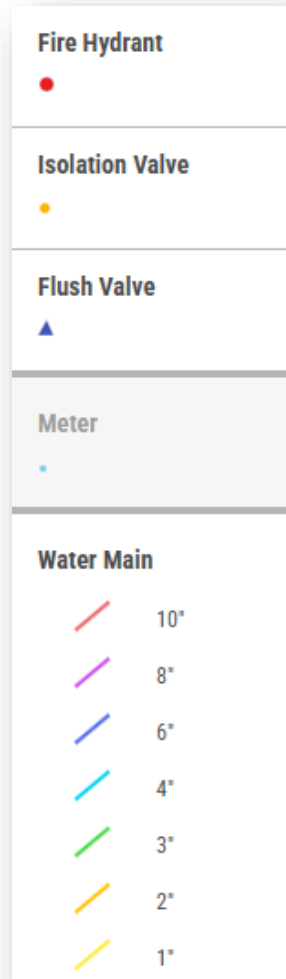 Fire Hydrant
Isolation Valve
Flush Valve
Meter
Water Main
10"
8"
6"
4"
3"
2"
1"